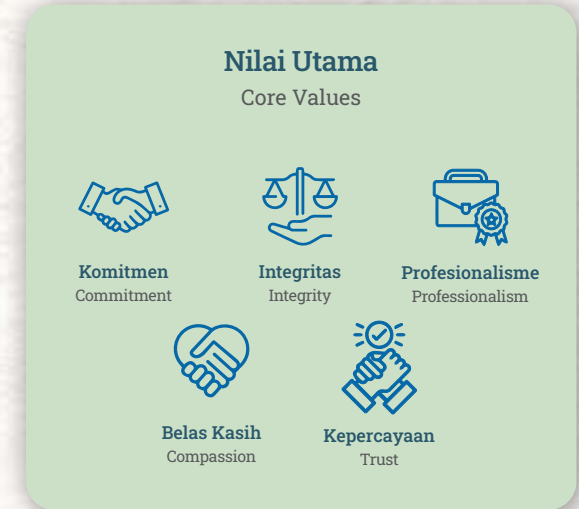 Nilai Utama
Core Values
Komitmen
Commitment
Integritas
Integrity
Profesionalisme
Professionalism
Belas Kasih
Compassion
Kepercayaan
Trust